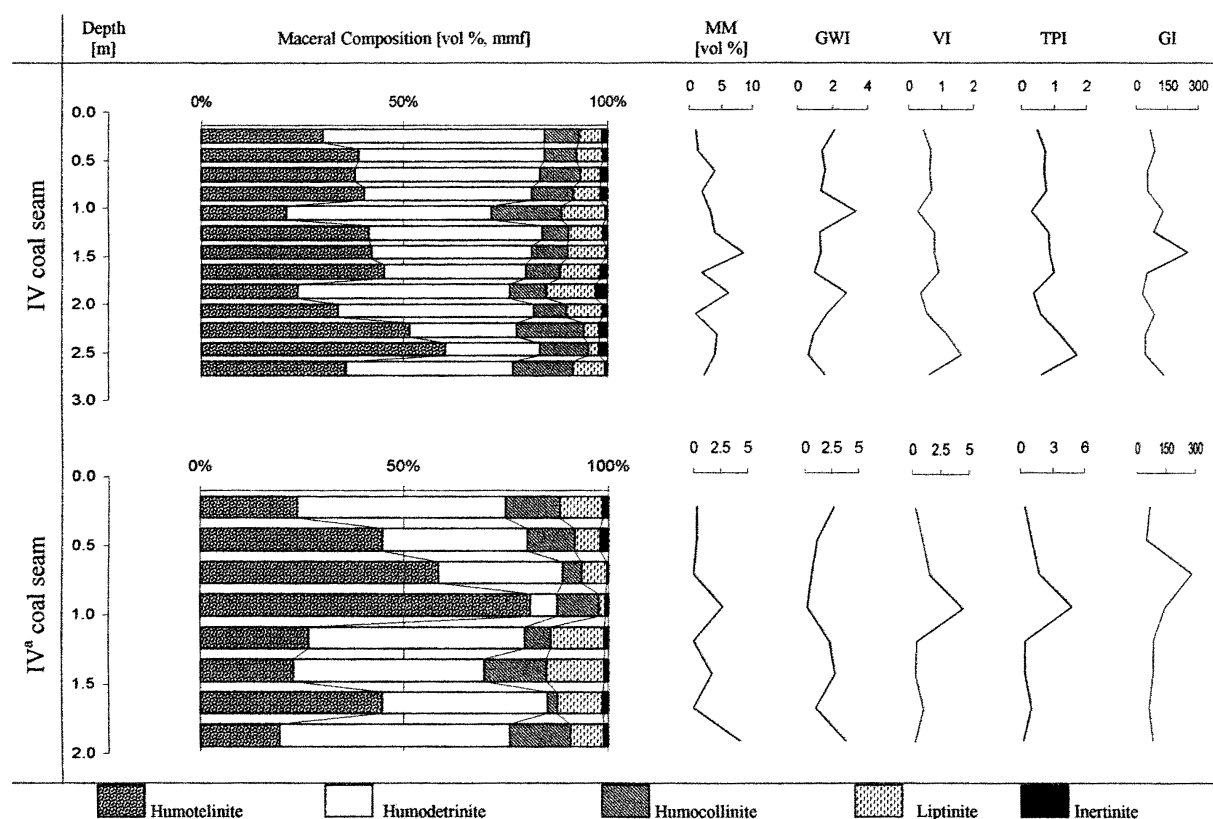 Depth [m] Maceral Composition [vol %, mmf] MM [vol %] GWI VI TPI GI
0% 50% 100% 0 5 10 0 2 4 0 1 2 0 1 2 0 150 300
IV coal seam
0.0
0.5
1.0
1.5
2.0
2.5
3.0
0% 50% 100% 0 2.5 5 0 2.5 5 0 2.5 5 0 3 6 0 150 300
IVª coal seam
0.0
0.5
1.0
1.5
2.0
Humotelinite Humodetrinite Humocollinite Liptinite Inertinite